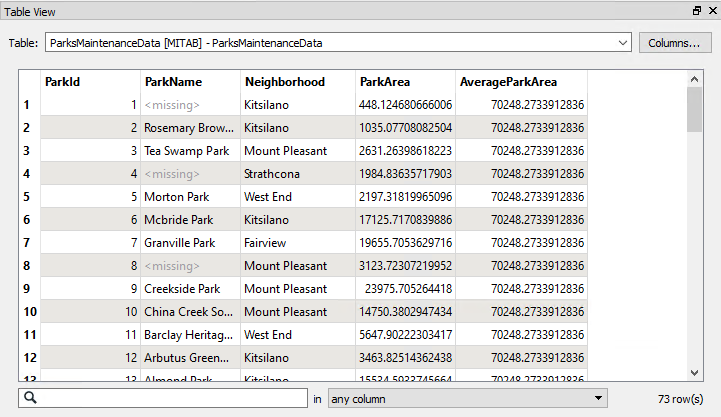 Table View
Table: ParksMaintenanceData [MITAB] - ParksMaintenanceData Columns...
ParkId ParkName Neighborhood ParkArea AverageParkArea
1 1 <missing> Kitsilano 448.124680666006 70248.2733912836
2 2 Rosemary Brow... Kitsilano 1035.07708082504 70248.2733912836
3 3 Tea Swamp Park Mount Pleasant 2631.26398618223 70248.2733912836
4 4 <missing> Strathcona 1984.83635717903 70248.2733912836
5 5 Morton Park West End 2197.31819965096 70248.2733912836
6 6 Mcbride Park Kitsilano 17125.7170839886 70248.2733912836
7 7 Granville Park Fairview 19655.7053629716 70248.2733912836
8 8 <missing> Mount Pleasant 3123.72307219952 70248.2733912836
9 9 Creekside Park Mount Pleasant 23975.705264418 70248.2733912836
10 10 China Creek So... Mount Pleasant 14750.3802947434 70248.2733912836
11 11 Barclay Heritag... West End 5647.90222303417 70248.2733912836
12 12 Arbutus Green... Kitsilano 3463.82514362438 70248.2733912836
13 13 Almond Park Kitsilano 15534.5933745664 70248.2733912836
in any column 73 row(s)